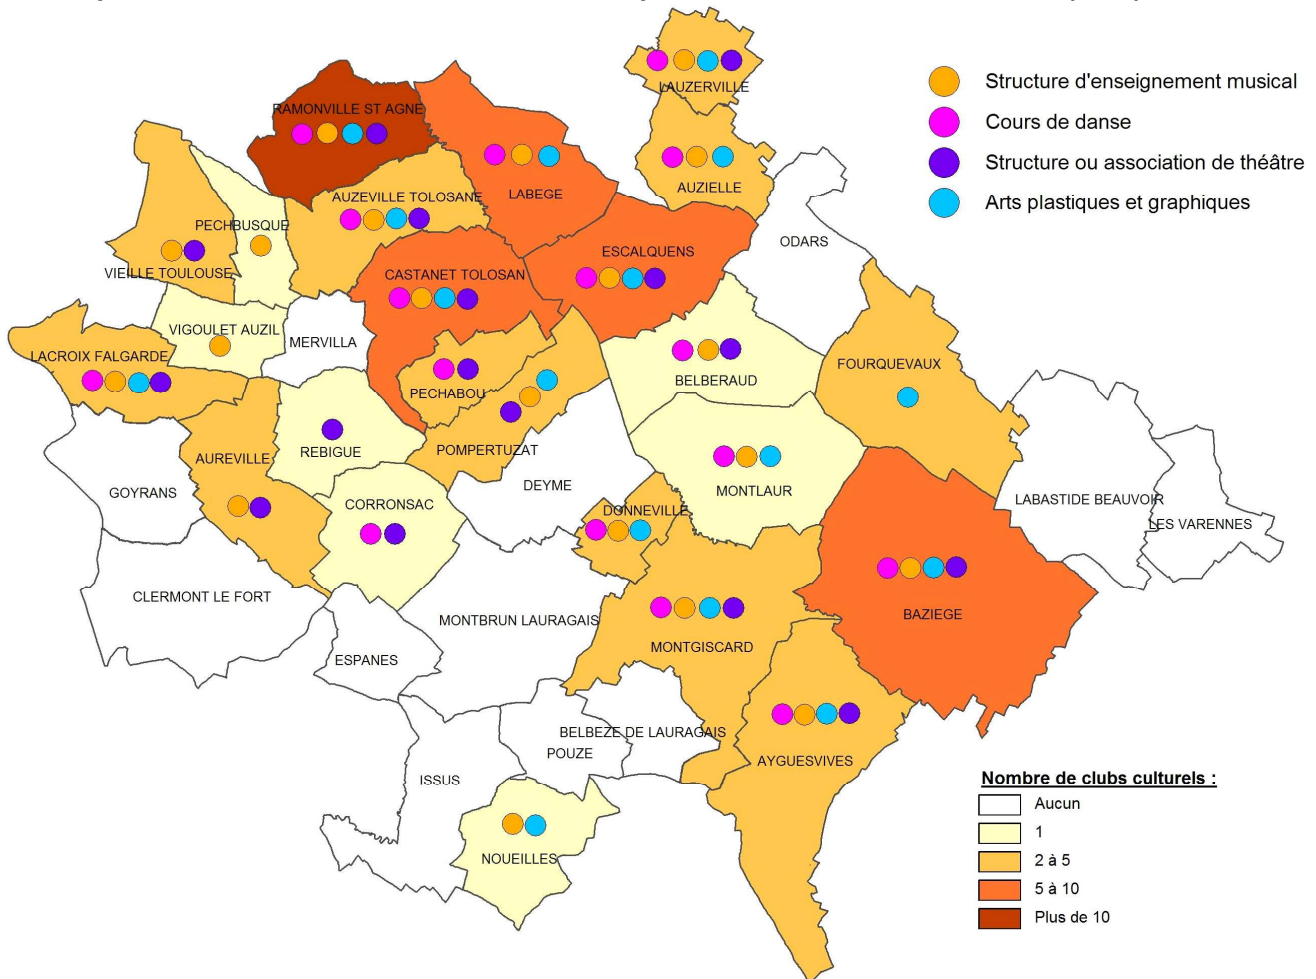 Structure d'enseignement musical
Cours de danse
Structure ou association de théâtre
Arts plastiques et graphiques
LAUZERVILLE
RAMONVILLE ST AGNE
AUZIELLE
LABEGE
AUZEVILLE TOLOSANE
PECHBUSQUE
ODARS
ESCALQUENS
VIEILLE TOULOUSE
CASTANET TOLOSAN
VIGOULET AUZIL
MERVILLA
LACROIX FALGARDE
FOURQUEVAUX
BELBERAUD
PECHABOU
REBIGUE
POMPERTUZAT
AUREVILLE
DEYME
GOYRANS
MONTLAUR
LABASTIDE BEAUVOIR
CORRONSAC
DONNEVILLE
LES VARENNES
CLERMONT LE FORT
BAZIEGE
MONTBRUN LAURAGAIS
MONTGISCARD
ESPANES
BELBEZE DE LAURAGAIS
POUZE
AYGUESVIVES
ISSUS
NOUEILLES
Nombre de clubs culturels :
Aucun
1
2 à 5
5 à 10
Plus de 10